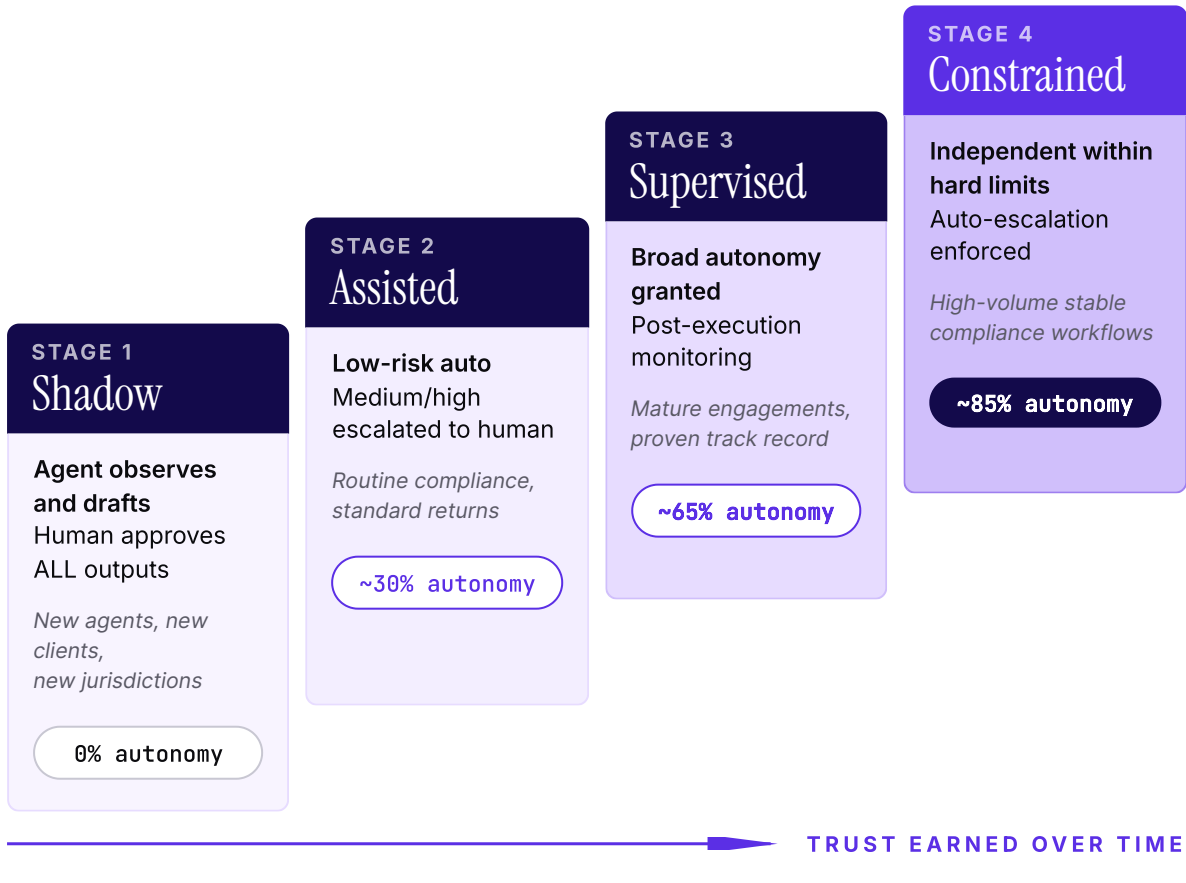 STAGE 1
Shadow
Agent observes
and drafts
Human approves
ALL outputs
New agents, new
clients,
new jurisdictions
0% autonomy
STAGE 2
Assisted
Low-risk auto
Medium/high
escalated to human
Routine compliance,
standard returns
~30% autonomy
STAGE 3
Supervised
Broad autonomy
granted
Post-execution
monitoring
Mature engagements,
proven track record
~65% autonomy
STAGE 4
Constrained
Independent within
hard limits
Auto-escalation
enforced
High-volume stable
compliance workflows
~85% autonomy
TRUST EARNED OVER TIME